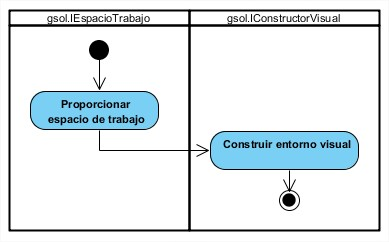 gsol.IEspacioTrabajo
gsol.IConstructorVisual
Proporcionar
espacio de trabajo
Construir entorno visual